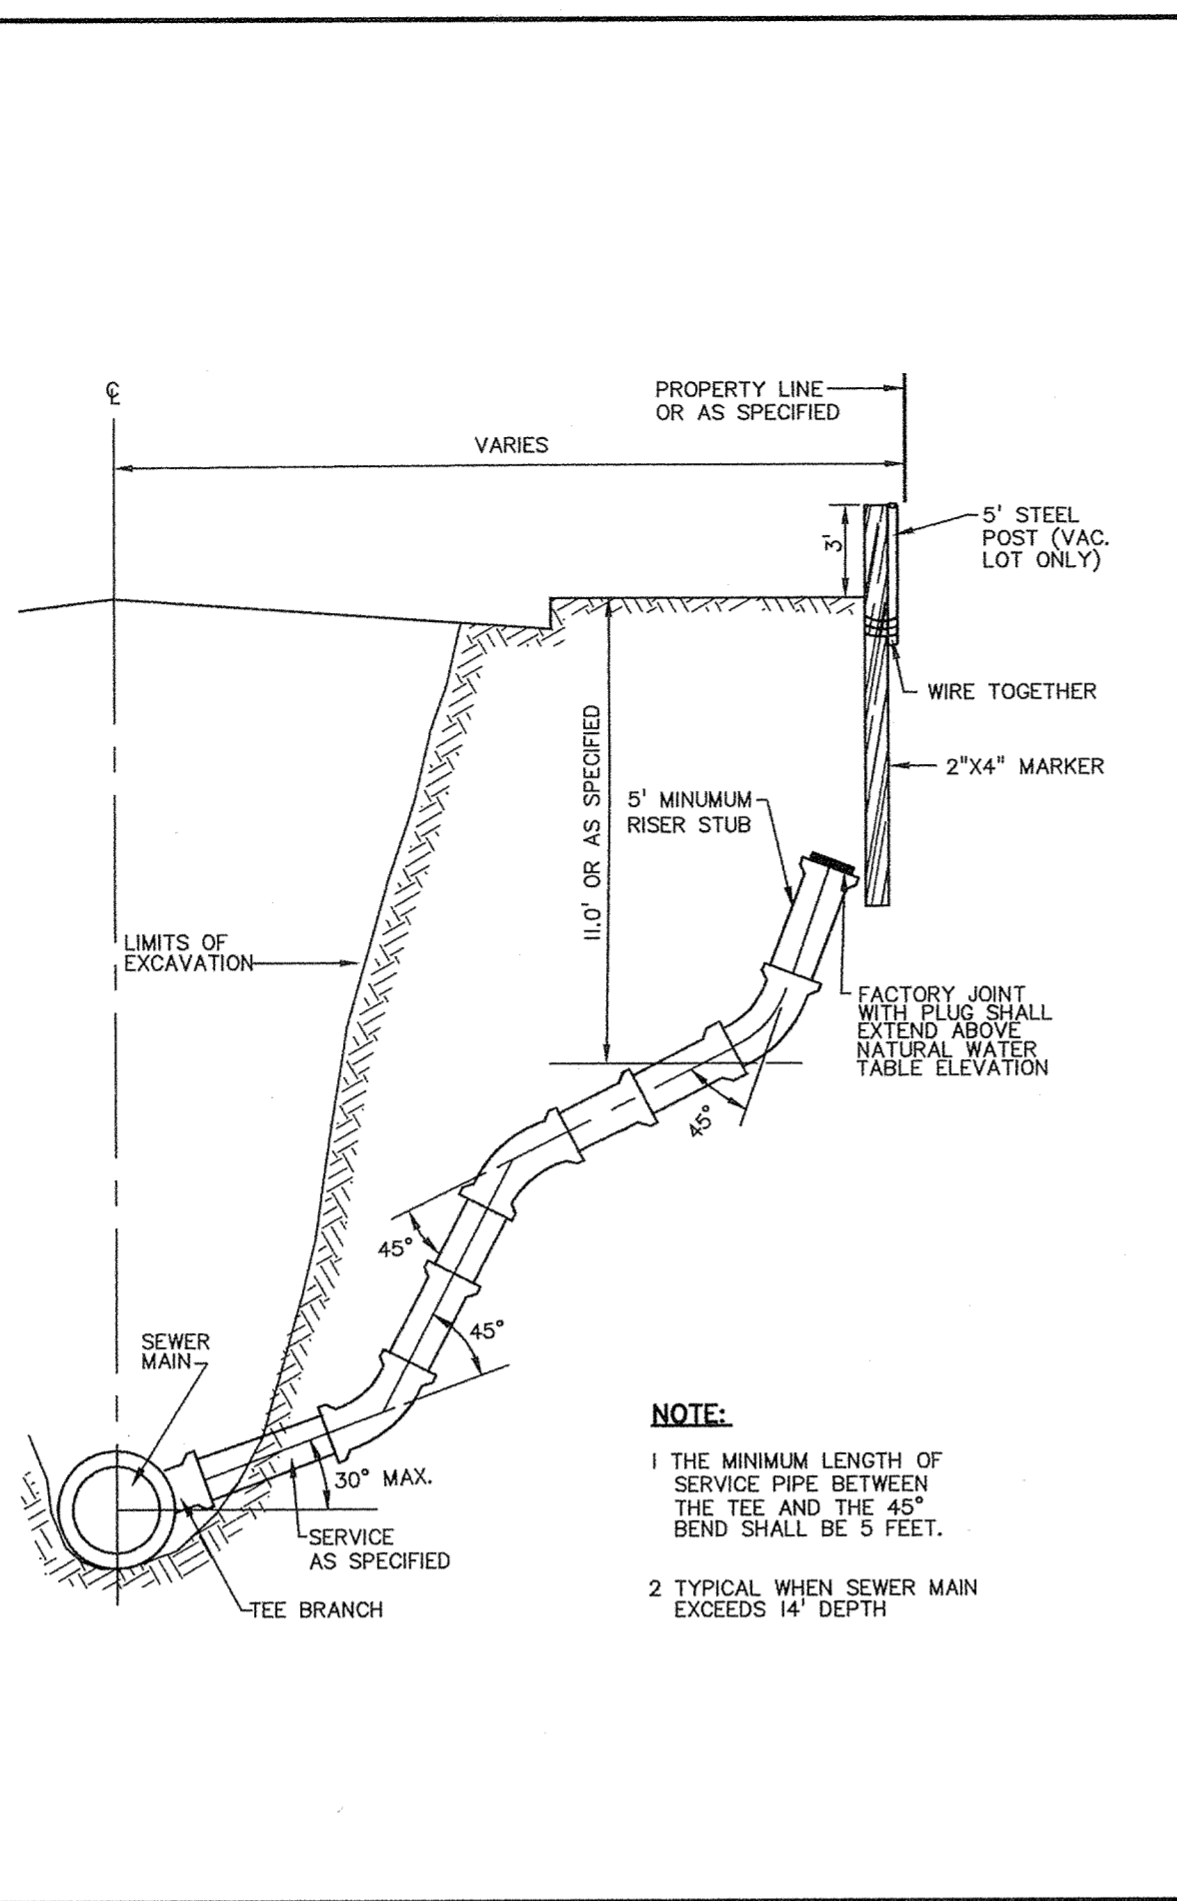 ℄
PROPERTY LINE
OR AS SPECIFIED
VARIES
3'
5' STEEL
POST (VAC.
LOT ONLY)
WIRE TOGETHER
2"X4" MARKER
11.0' OR AS SPECIFIED
5' MINUMUM
RISER STUB
LIMITS OF
EXCAVATION
FACTORY JOINT
WITH PLUG SHALL
EXTEND ABOVE
NATURAL WATER
TABLE ELEVATION
45°
45°
45°
SEWER
MAIN
30° MAX.
SERVICE
AS SPECIFIED
TEE BRANCH
NOTE:
1 THE MINIMUM LENGTH OF
SERVICE PIPE BETWEEN
THE TEE AND THE 45°
BEND SHALL BE 5 FEET.
2 TYPICAL WHEN SEWER MAIN
EXCEEDS 14' DEPTH